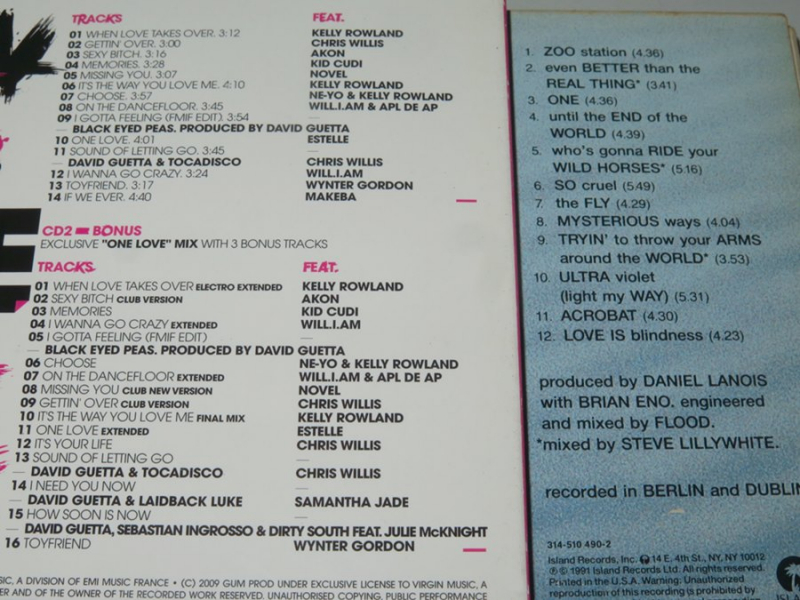 TRACKS FEAT.
01 WHEN LOVE TAKES OVER. 3:12 KELLY ROWLAND
02 GETTIN' OVER. 3:00 CHRIS WILLIS
03 SEXY BITCH. 3:16 AKON
04 MEMORIES. 3:28 KID CUDI
05 MISSING YOU. 3:07 NOVEL
06 IT'S THE WAY YOU LOVE ME. 4:10 KELLY ROWLAND
07 CHOOSE. 3:57 NE-YO & KELLY ROWLAND
08 ON THE DANCEFLOOR. 3:45 WILL.I.AM & APL DE AP
09 I GOTTA FEELING (FMIF EDIT). 3:54 —
— BLACK EYED PEAS. PRODUCED BY DAVID GUETTA
10 ONE LOVE. 4:01 ESTELLE
11 SOUND OF LETTING GO. 3:45 —
— DAVID GUETTA & TOCADISCO CHRIS WILLIS
12 I WANNA GO CRAZY. 3:24 WILL.I.AM
13 TOYFRIEND. 3:17 WYNTER GORDON
14 IF WE EVER. 4:40 MAKEBA
CD2 — BONUS
EXCLUSIVE "ONE LOVE" MIX WITH 3 BONUS TRACKS
TRACKS FEAT.
01 WHEN LOVE TAKES OVER ELECTRO EXTENDED KELLY ROWLAND
02 SEXY BITCH CLUB VERSION AKON
03 MEMORIES KID CUDI
04 I WANNA GO CRAZY EXTENDED WILL.I.AM
05 I GOTTA FEELING (FMIF EDIT) —
— BLACK EYED PEAS. PRODUCED BY DAVID GUETTA
06 CHOOSE NE-YO & KELLY ROWLAND
07 ON THE DANCEFLOOR EXTENDED WILL.I.AM & APL DE AP
08 MISSING YOU CLUB NEW VERSION NOVEL
09 GETTIN' OVER CLUB VERSION CHRIS WILLIS
10 IT'S THE WAY YOU LOVE ME FINAL MIX KELLY ROWLAND
11 ONE LOVE EXTENDED ESTELLE
12 IT'S YOUR LIFE CHRIS WILLIS
13 SOUND OF LETTING GO —
— DAVID GUETTA & TOCADISCO CHRIS WILLIS
14 I NEED YOU NOW —
— DAVID GUETTA & LAIDBACK LUKE SAMANTHA JADE
15 HOW SOON IS NOW —
— DAVID GUETTA, SEBASTIAN INGROSSO & DIRTY SOUTH FEAT. JULIE McKNIGHT
16 TOYFRIEND WYNTER GORDON
A DIVISION OF EMI MUSIC FRANCE • (C) 2009 GUM PROD UNDER EXCLUSIVE LICENSE TO VIRGIN MUSIC, A
AND OF THE OWNER OF THE RECORDED WORK RESERVED. UNAUTHORISED COPYING, PUBLIC PERFORMANCE
1. ZOO station (4.36)
2. even BETTER than the
REAL THING* (3.41)
3. ONE (4.36)
4. until the END of the
WORLD (4.39)
5. who's gonna RIDE your
WILD HORSES* (5.16)
6. SO cruel (5.49)
7. the FLY (4.29)
8. MYSTERIOUS ways (4.04)
9. TRYIN' to throw your ARMS
around the WORLD* (3.53)
10. ULTRA violet
(light my WAY) (5.31)
11. ACROBAT (4.30)
12. LOVE IS blindness (4.23)
produced by DANIEL LANOIS
with BRIAN ENO. engineered
and mixed by FLOOD.
*mixed by STEVE LILLYWHITE.
recorded in BERLIN and DUBLIN
314-510 490-2
Island Records, Inc. 14 E. 4th St., NY, NY 10012
℗ © 1991 Island Records Ltd. All rights reserved.
Printed in the U.S.A. Warning: Unauthorized
reproduction of this recording is prohibited by